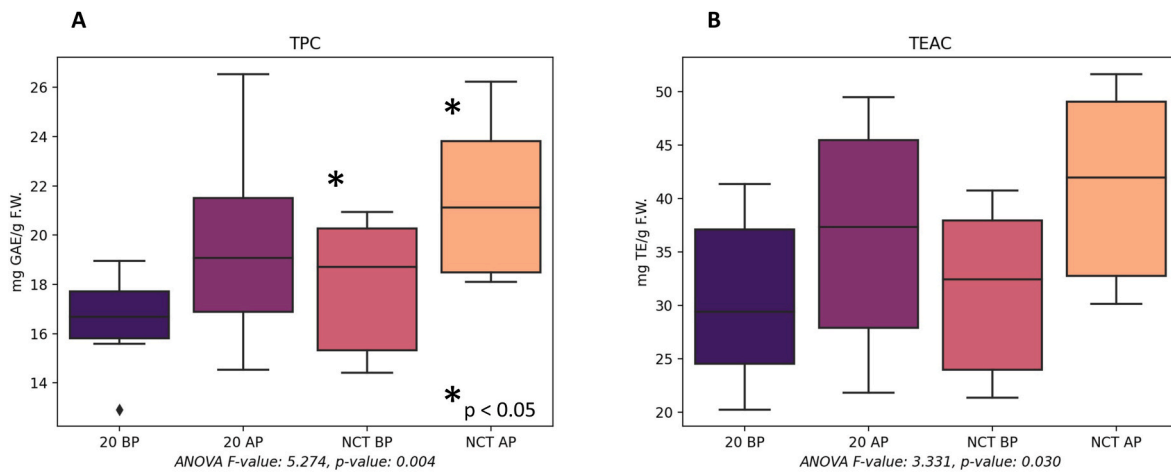 A
TPC
mg GAE/g F.W.
26
24
22
20
18
16
14
*
*
* p < 0.05
20 BP
20 AP
NCT BP
NCT AP
ANOVA F-value: 5.274, p-value: 0.004
B
TEAC
mg TE/g F.W.
50
45
40
35
30
25
20
20 BP
20 AP
NCT BP
NCT AP
ANOVA F-value: 3.331, p-value: 0.030